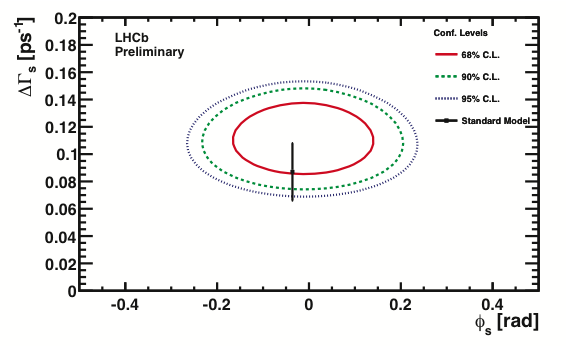 ΔΓs [ps-1]
0.2
0.18
0.16
0.14
0.12
0.1
0.08
0.06
0.04
0.02
0
LHCb
Preliminary
Conf. Levels
68% C.L.
90% C.L.
95% C.L.
Standard Model
-0.4 -0.2 0 0.2 0.4
ϕs [rad]